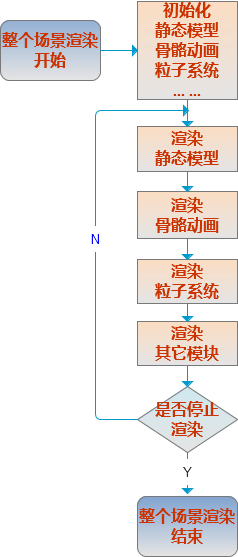 整个场景渲染
开始
初始化
静态模型
骨骼动画
粒子系统
... ...
渲染
静态模型
渲染
骨骼动画
渲染
粒子系统
渲染
其它模块
是否停止
渲染
N
Y
整个场景渲染
结束